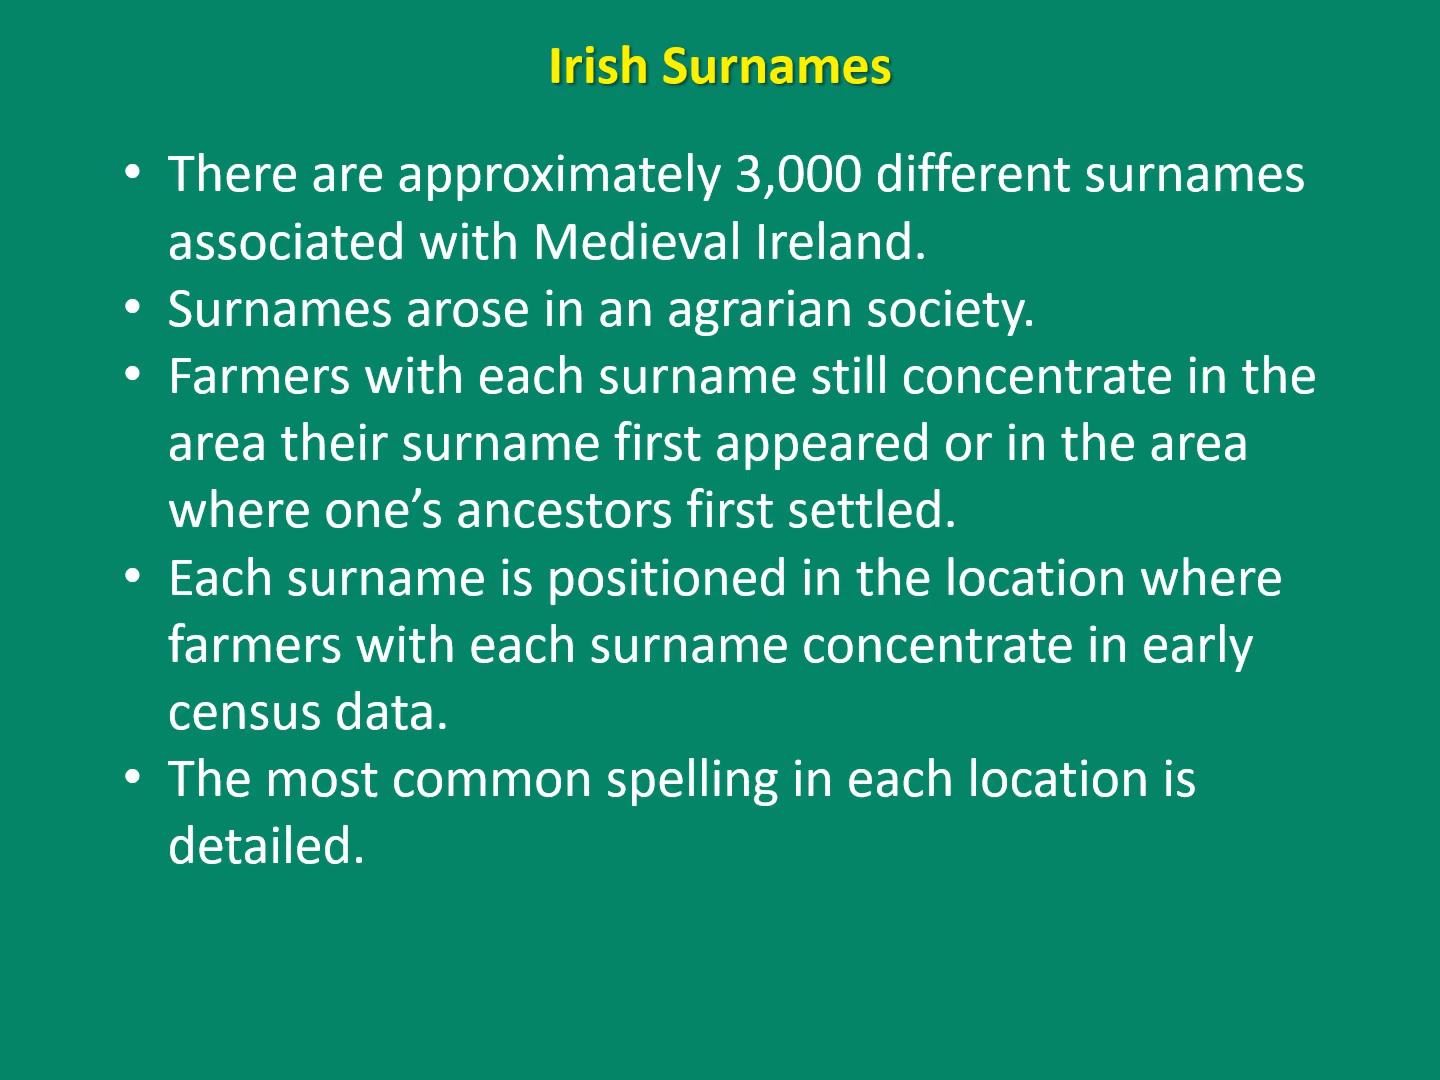 Irish Surnames
• There are approximately 3,000 different surnames
associated with Medieval Ireland.
• Surnames arose in an agrarian society.
• Farmers with each surname still concentrate in the
area their surname first appeared or in the area
where one’s ancestors first settled.
• Each surname is positioned in the location where
farmers with each surname concentrate in early
census data.
• The most common spelling in each location is
detailed.